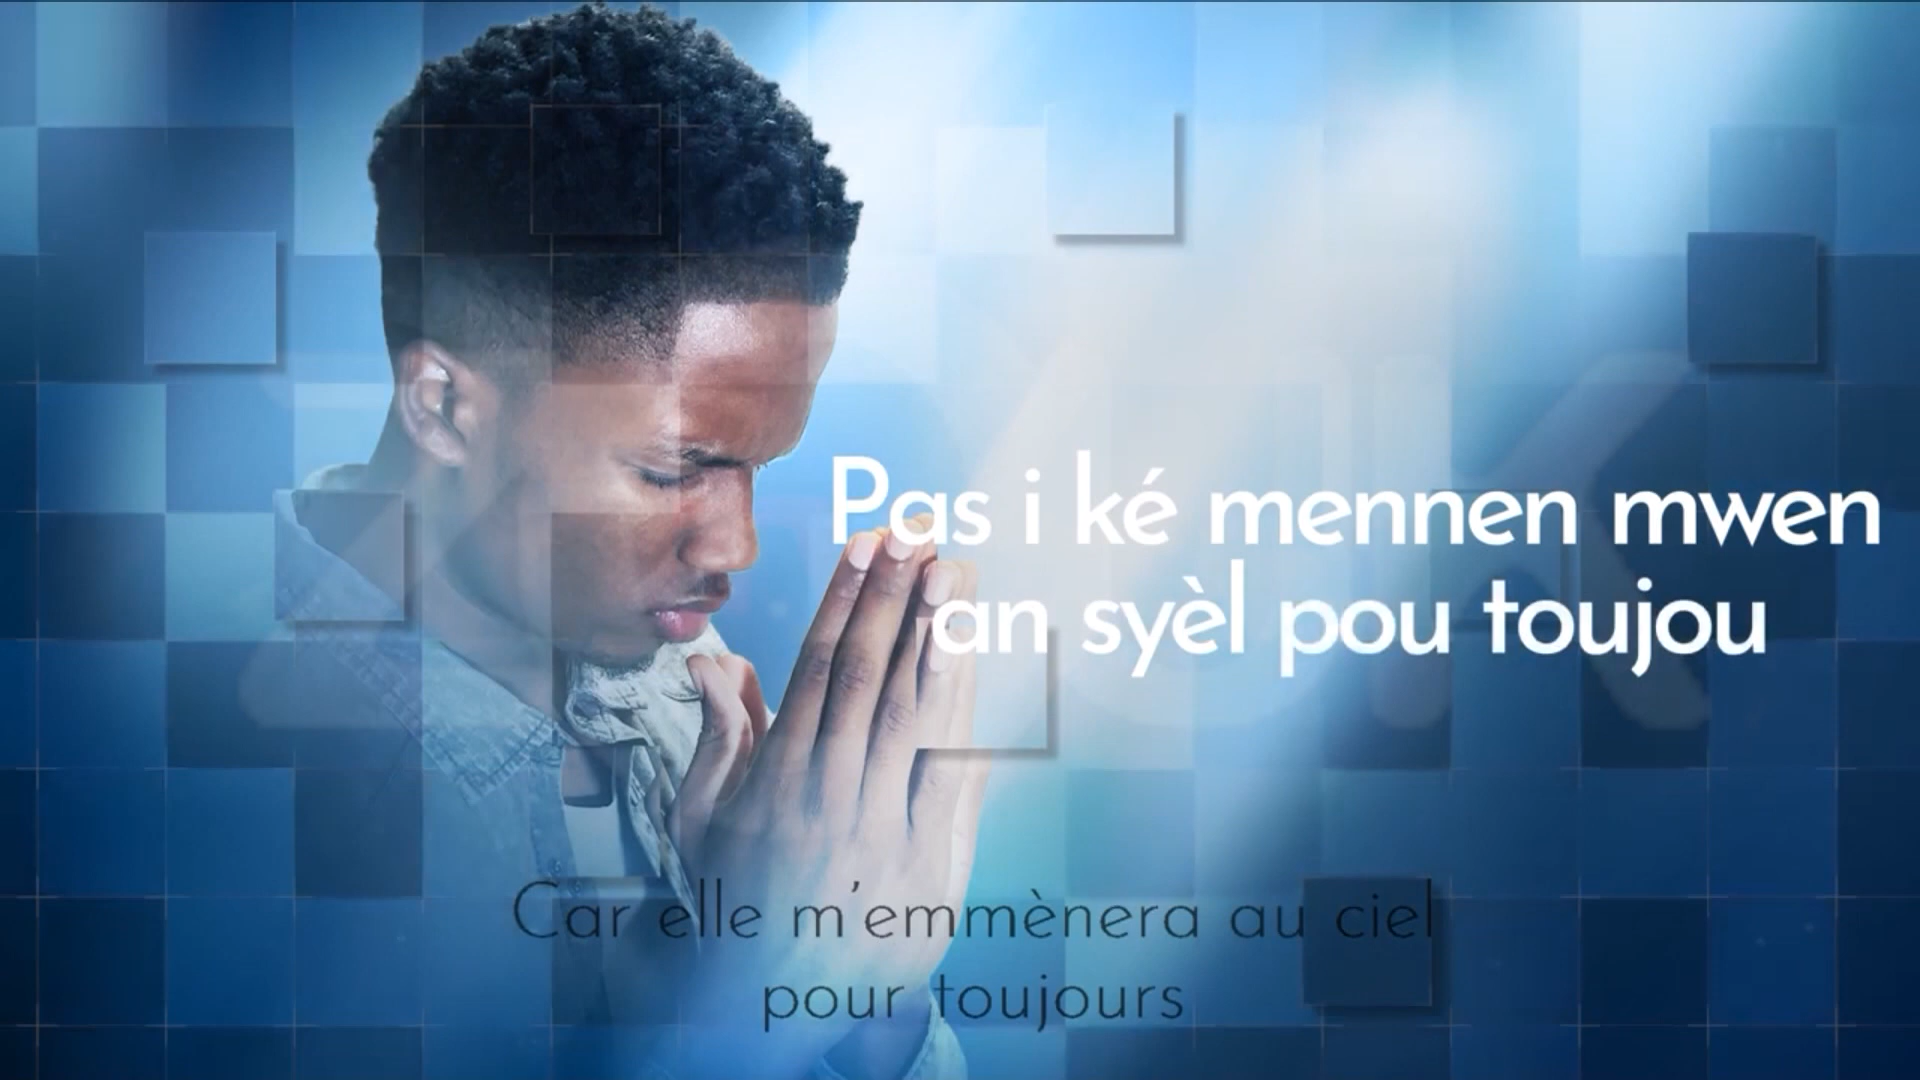 Pas i ké mennen mwen
an syèl pou toujou
Car elle m'emmènera au ciel
pour toujours